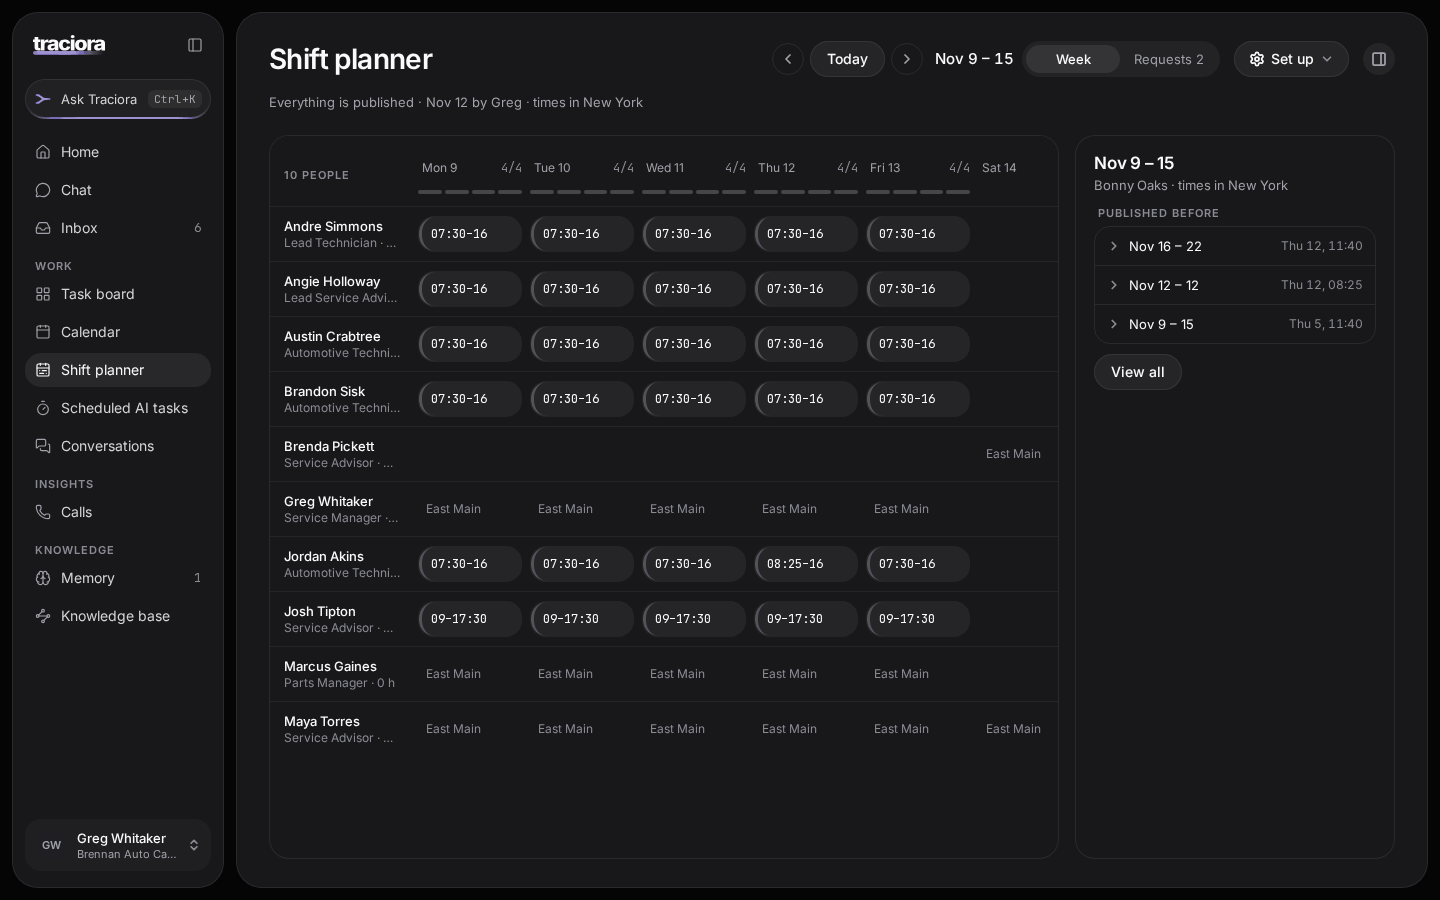 traciora
Ask Traciora Ctrl+K
Home
Chat
Inbox 6
WORK
Task board
Calendar
Shift planner
Scheduled AI tasks
Conversations
INSIGHTS
Calls
KNOWLEDGE
Memory 1
Knowledge base
GW
Greg Whitaker
Brennan Auto Ca...
Shift planner
Today
Nov 9 – 15
Week
Requests 2
Set up
Everything is published · Nov 12 by Greg · times in New York
10 PEOPLE
Mon 9 4/4 Tue 10 4/4 Wed 11 4/4 Thu 12 4/4 Fri 13 4/4 Sat 14
Andre Simmons
Lead Technician · ...
07:30–16 07:30–16 07:30–16 07:30–16 07:30–16
Angie Holloway
Lead Service Advi...
07:30–16 07:30–16 07:30–16 07:30–16 07:30–16
Austin Crabtree
Automotive Techni...
07:30–16 07:30–16 07:30–16 07:30–16 07:30–16
Brandon Sisk
Automotive Techni...
07:30–16 07:30–16 07:30–16 07:30–16 07:30–16
Brenda Pickett
Service Advisor · ...
East Main
Greg Whitaker
Service Manager ·...
East Main East Main East Main East Main East Main
Jordan Akins
Automotive Techni...
07:30–16 07:30–16 07:30–16 08:25–16 07:30–16
Josh Tipton
Service Advisor · ...
09–17:30 09–17:30 09–17:30 09–17:30 09–17:30
Marcus Gaines
Parts Manager · 0 h
East Main East Main East Main East Main East Main
Maya Torres
Service Advisor · ...
East Main East Main East Main East Main East Main East Main
Nov 9 – 15
Bonny Oaks · times in New York
PUBLISHED BEFORE
Nov 16 – 22 Thu 12, 11:40
Nov 12 – 12 Thu 12, 08:25
Nov 9 – 15 Thu 5, 11:40
View all